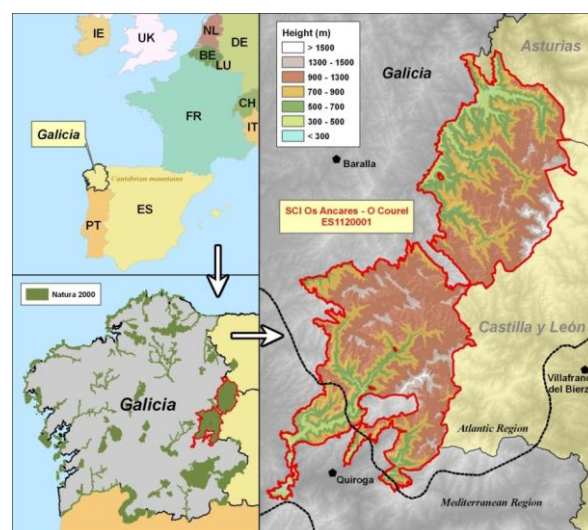 IE
UK
NL
DE
BE
LU
FR
CH
IT
Galicia
Cantabrian mountains
PT
ES
Natura 2000
Galicia
Height (m)
> 1500
1300 - 1500
900 - 1300
700 - 900
500 - 700
300 - 500
< 300
Asturias
Galicia
Baralla
SCI Os Ancares - O Courel
ES1120001
Castilla y León
Villafranc
del Bierz
Atlantic Region
Quiroga
Mediterranean Region